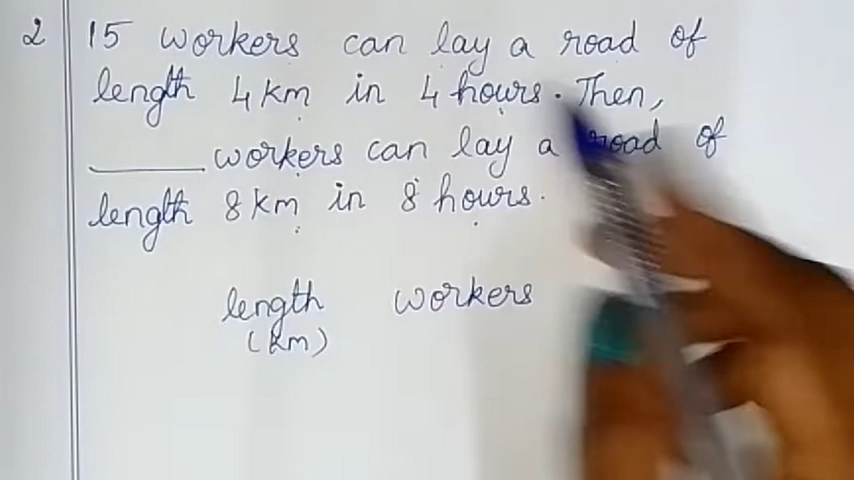 2 15 workers can lay a road of
length 4 km in 4 hours. Then,
______ workers can lay a road of
length 8 km in 8 hours.
length workers
(km)